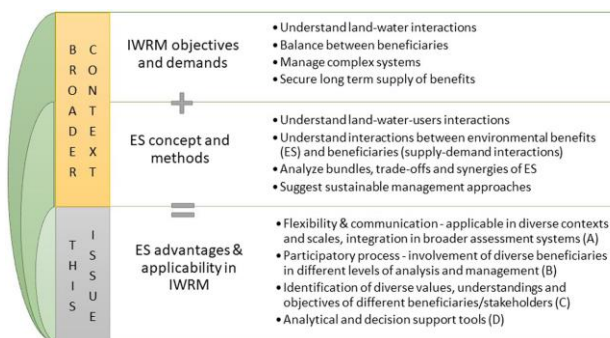 BROADER
CONTEXT
IWRM objectives
and demands
• Understand land-water interactions
• Balance between beneficiaries
• Manage complex systems
• Secure long term supply of benefits
+
ES concept and
methods
• Understand land-water-users interactions
• Understand interactions between environmental benefits
(ES) and beneficiaries (supply-demand interactions)
• Analyze bundles, trade-offs and synergies of ES
• Suggest sustainable management approaches
=
THIS
ISSUE
ES advantages &
applicability in
IWRM
• Flexibility & communication - applicable in diverse contexts
and scales, integration in broader assessment systems (A)
• Participatory process - involvement of diverse beneficiaries
in different levels of analysis and management (B)
• Identification of diverse values, understandings and
objectives of different beneficiaries/stakeholders (C)
• Analytical and decision support tools (D)